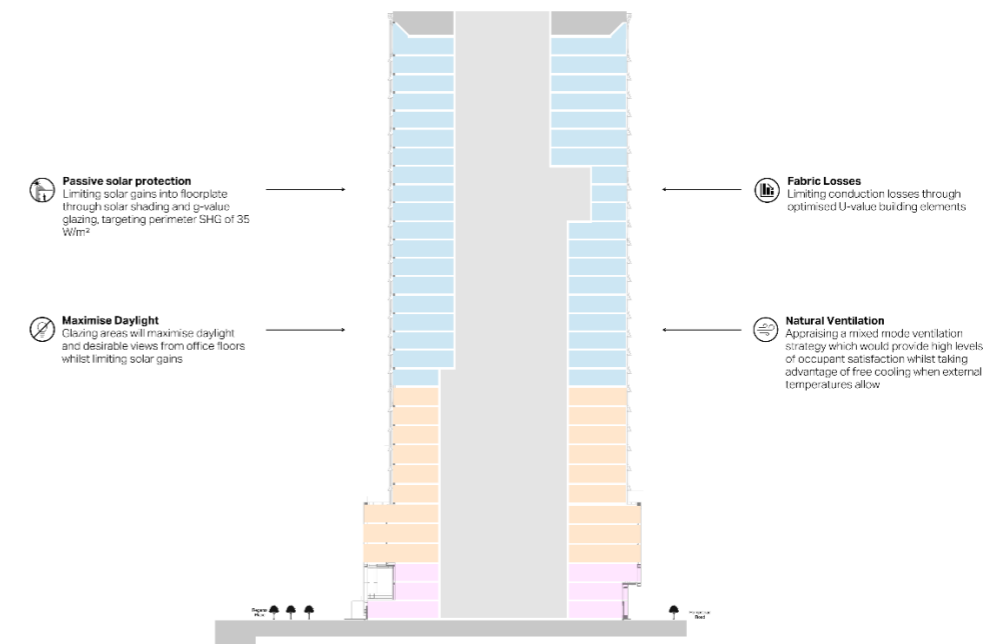 Passive solar protection
Limiting solar gains into floorplate
through solar shading and g-value
glazing, targeting perimeter SHG of 35
W/m²
Maximise Daylight
Glazing areas will maximise daylight
and desirable views from office floors
whilst limiting solar gains
Fabric Losses
Limiting conduction losses through
optimised U-value building elements
Natural Ventilation
Appraising a mixed mode ventilation
strategy which would provide high levels
of occupant satisfaction whilst taking
advantage of free cooling when external
temperatures allow
Place
Road